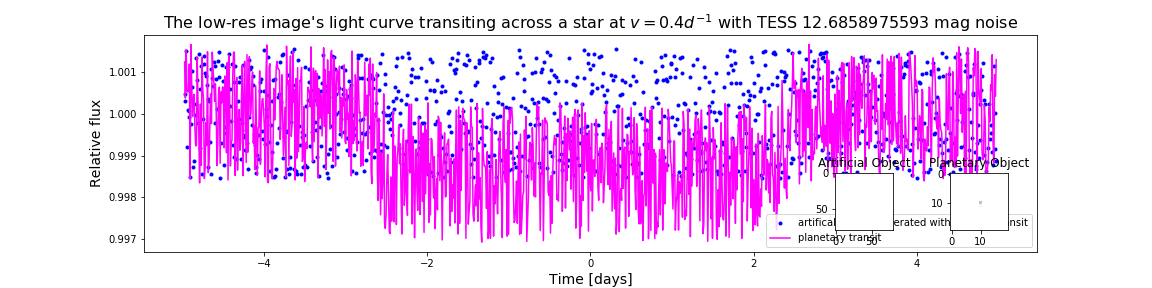 The low-res image's light curve transiting across a star at v = 0.4d⁻¹ with TESS 12.6858975593 mag noise
Relative flux
1.001
1.000
0.999
0.998
0.997
−4
−2
0
2
4
Time [days]
Artificial Object
0
50
0
50
Planetary Object
0
10
0
10
artifical
planetary transit